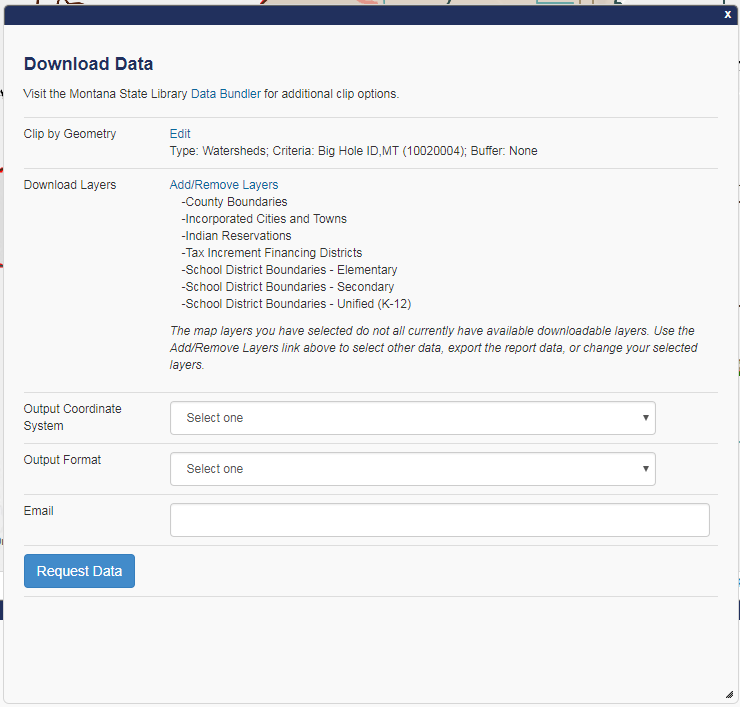 x
Download Data
Visit the Montana State Library Data Bundler for additional clip options.
Clip by Geometry
Edit
Type: Watersheds; Criteria: Big Hole ID,MT (10020004); Buffer: None
Download Layers
Add/Remove Layers
-County Boundaries
-Incorporated Cities and Towns
-Indian Reservations
-Tax Increment Financing Districts
-School District Boundaries - Elementary
-School District Boundaries - Secondary
-School District Boundaries - Unified (K-12)
The map layers you have selected do not all currently have available downloadable layers. Use the
Add/Remove Layers link above to select other data, export the report data, or change your selected
layers.
Output Coordinate
System
Select one
Output Format
Select one
Email
Request Data